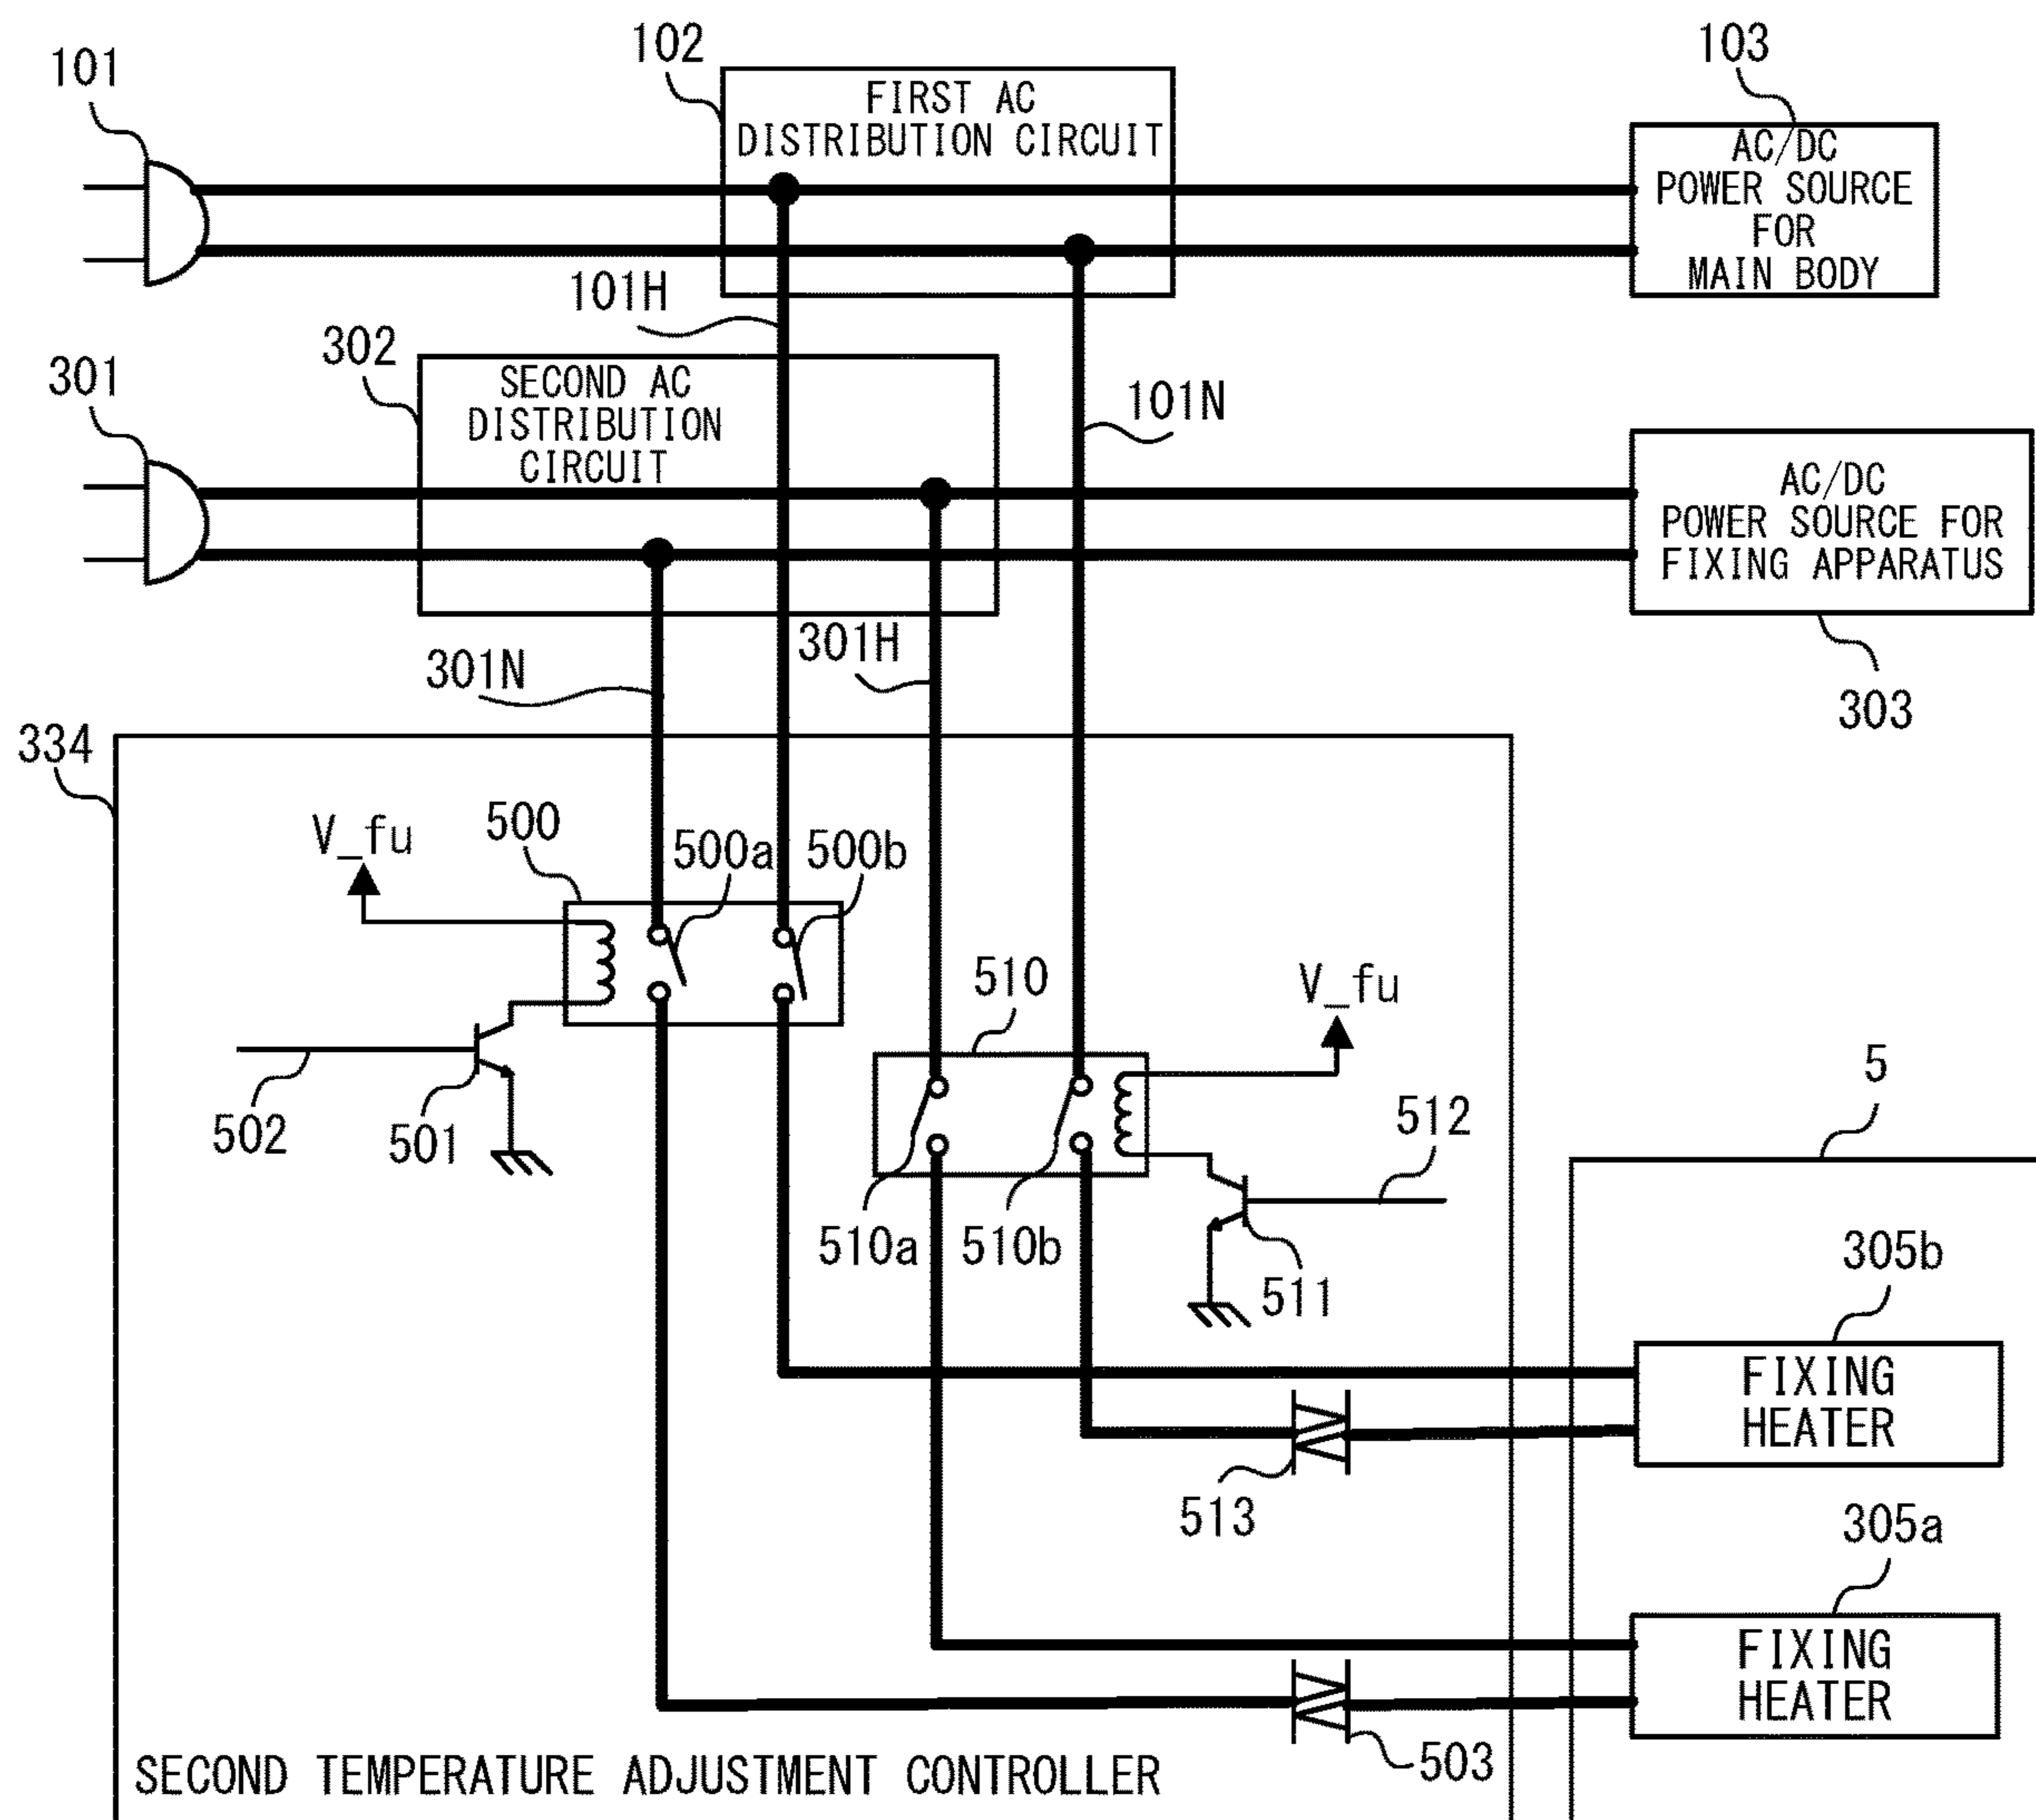 101
102
FIRST AC
DISTRIBUTION CIRCUIT
103
AC/DC
POWER SOURCE
FOR
MAIN BODY
101H
301
302
SECOND AC
DISTRIBUTION
CIRCUIT
101N
AC/DC
POWER SOURCE FOR
FIXING APPARATUS
303
301N
301H
334
V_fu
500
500a
500b
502
501
510
V_fu
512
510a
510b
511
5
305b
FIXING
HEATER
513
305a
FIXING
HEATER
503
SECOND TEMPERATURE ADJUSTMENT CONTROLLER